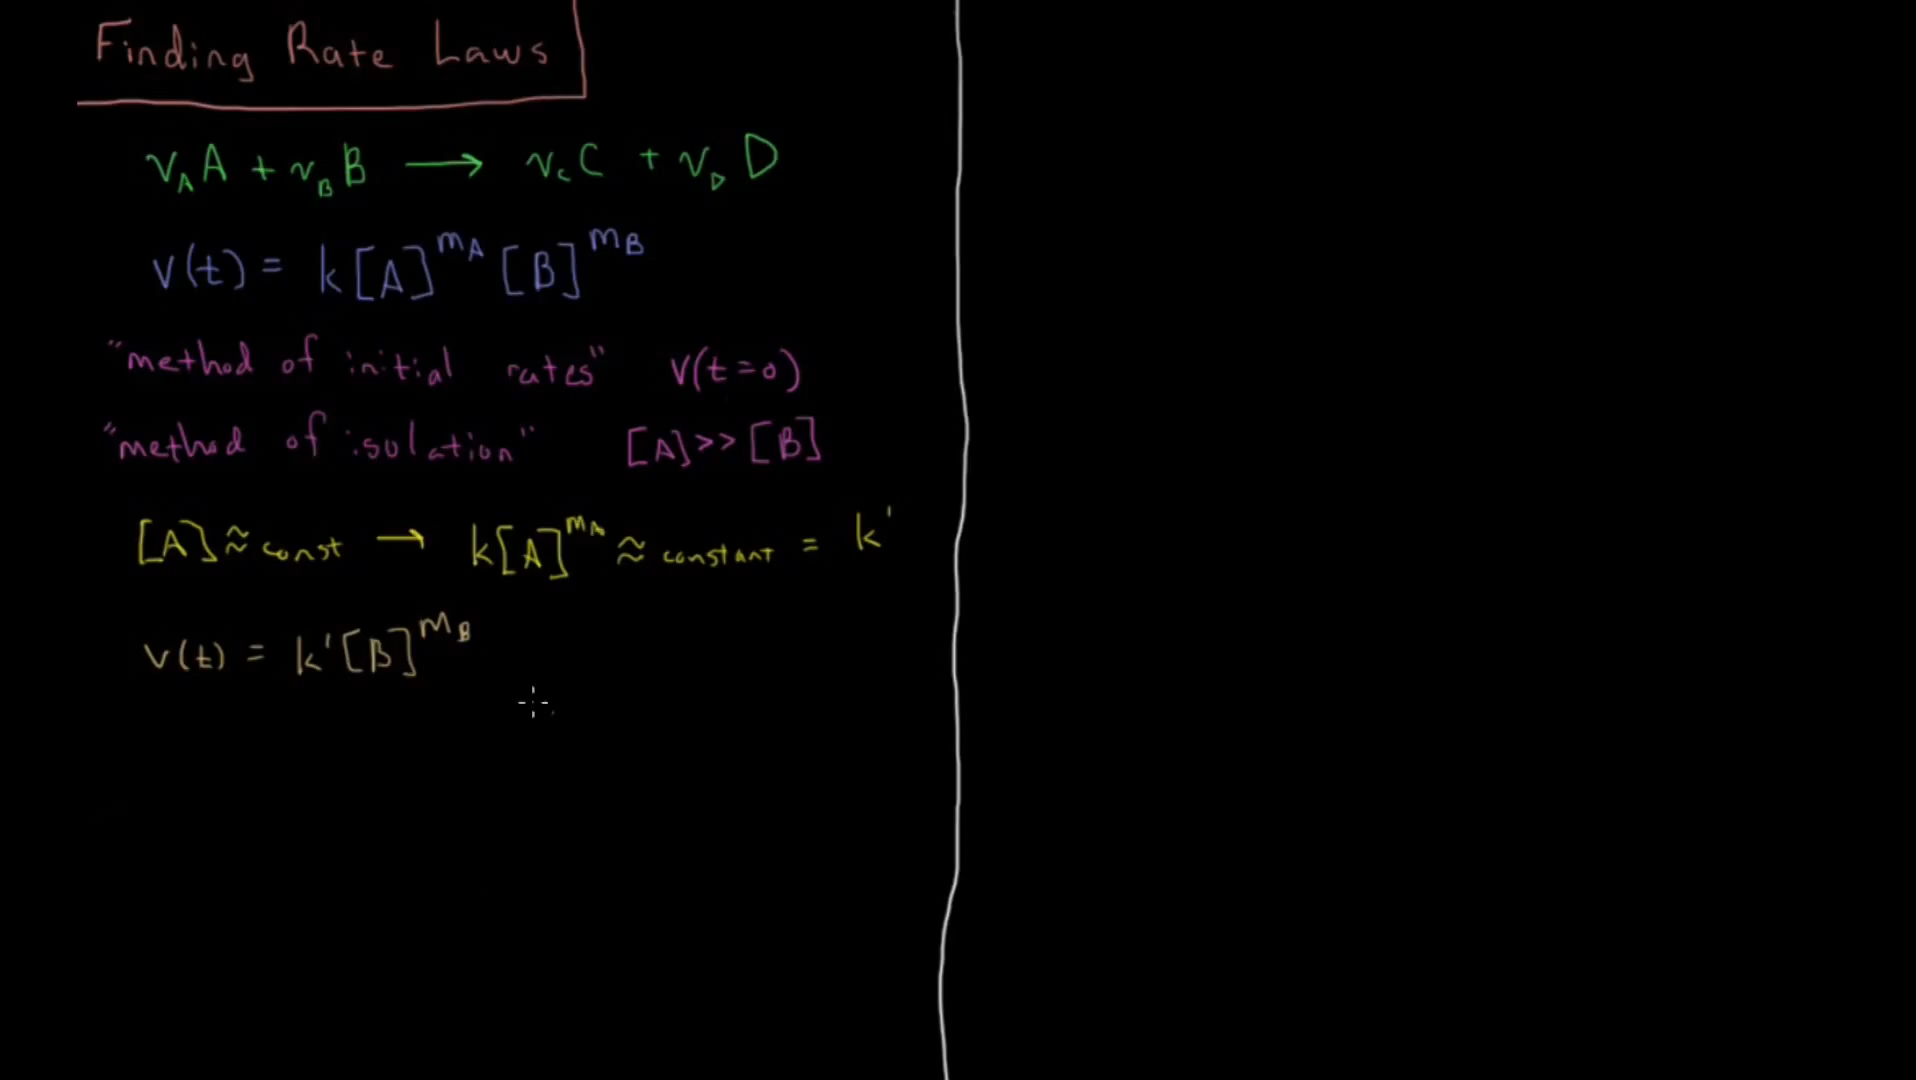 Finding Rate Laws
νA A + νB B → νC C + νD D
v(t) = k[A]^mA [B]^mB
"method of initial rates" v(t=0)
"method of isolation" [A]>>[B]
[A] ≈ const → k[A]^mA ≈ constant = k'
v(t) = k'[B]^mB